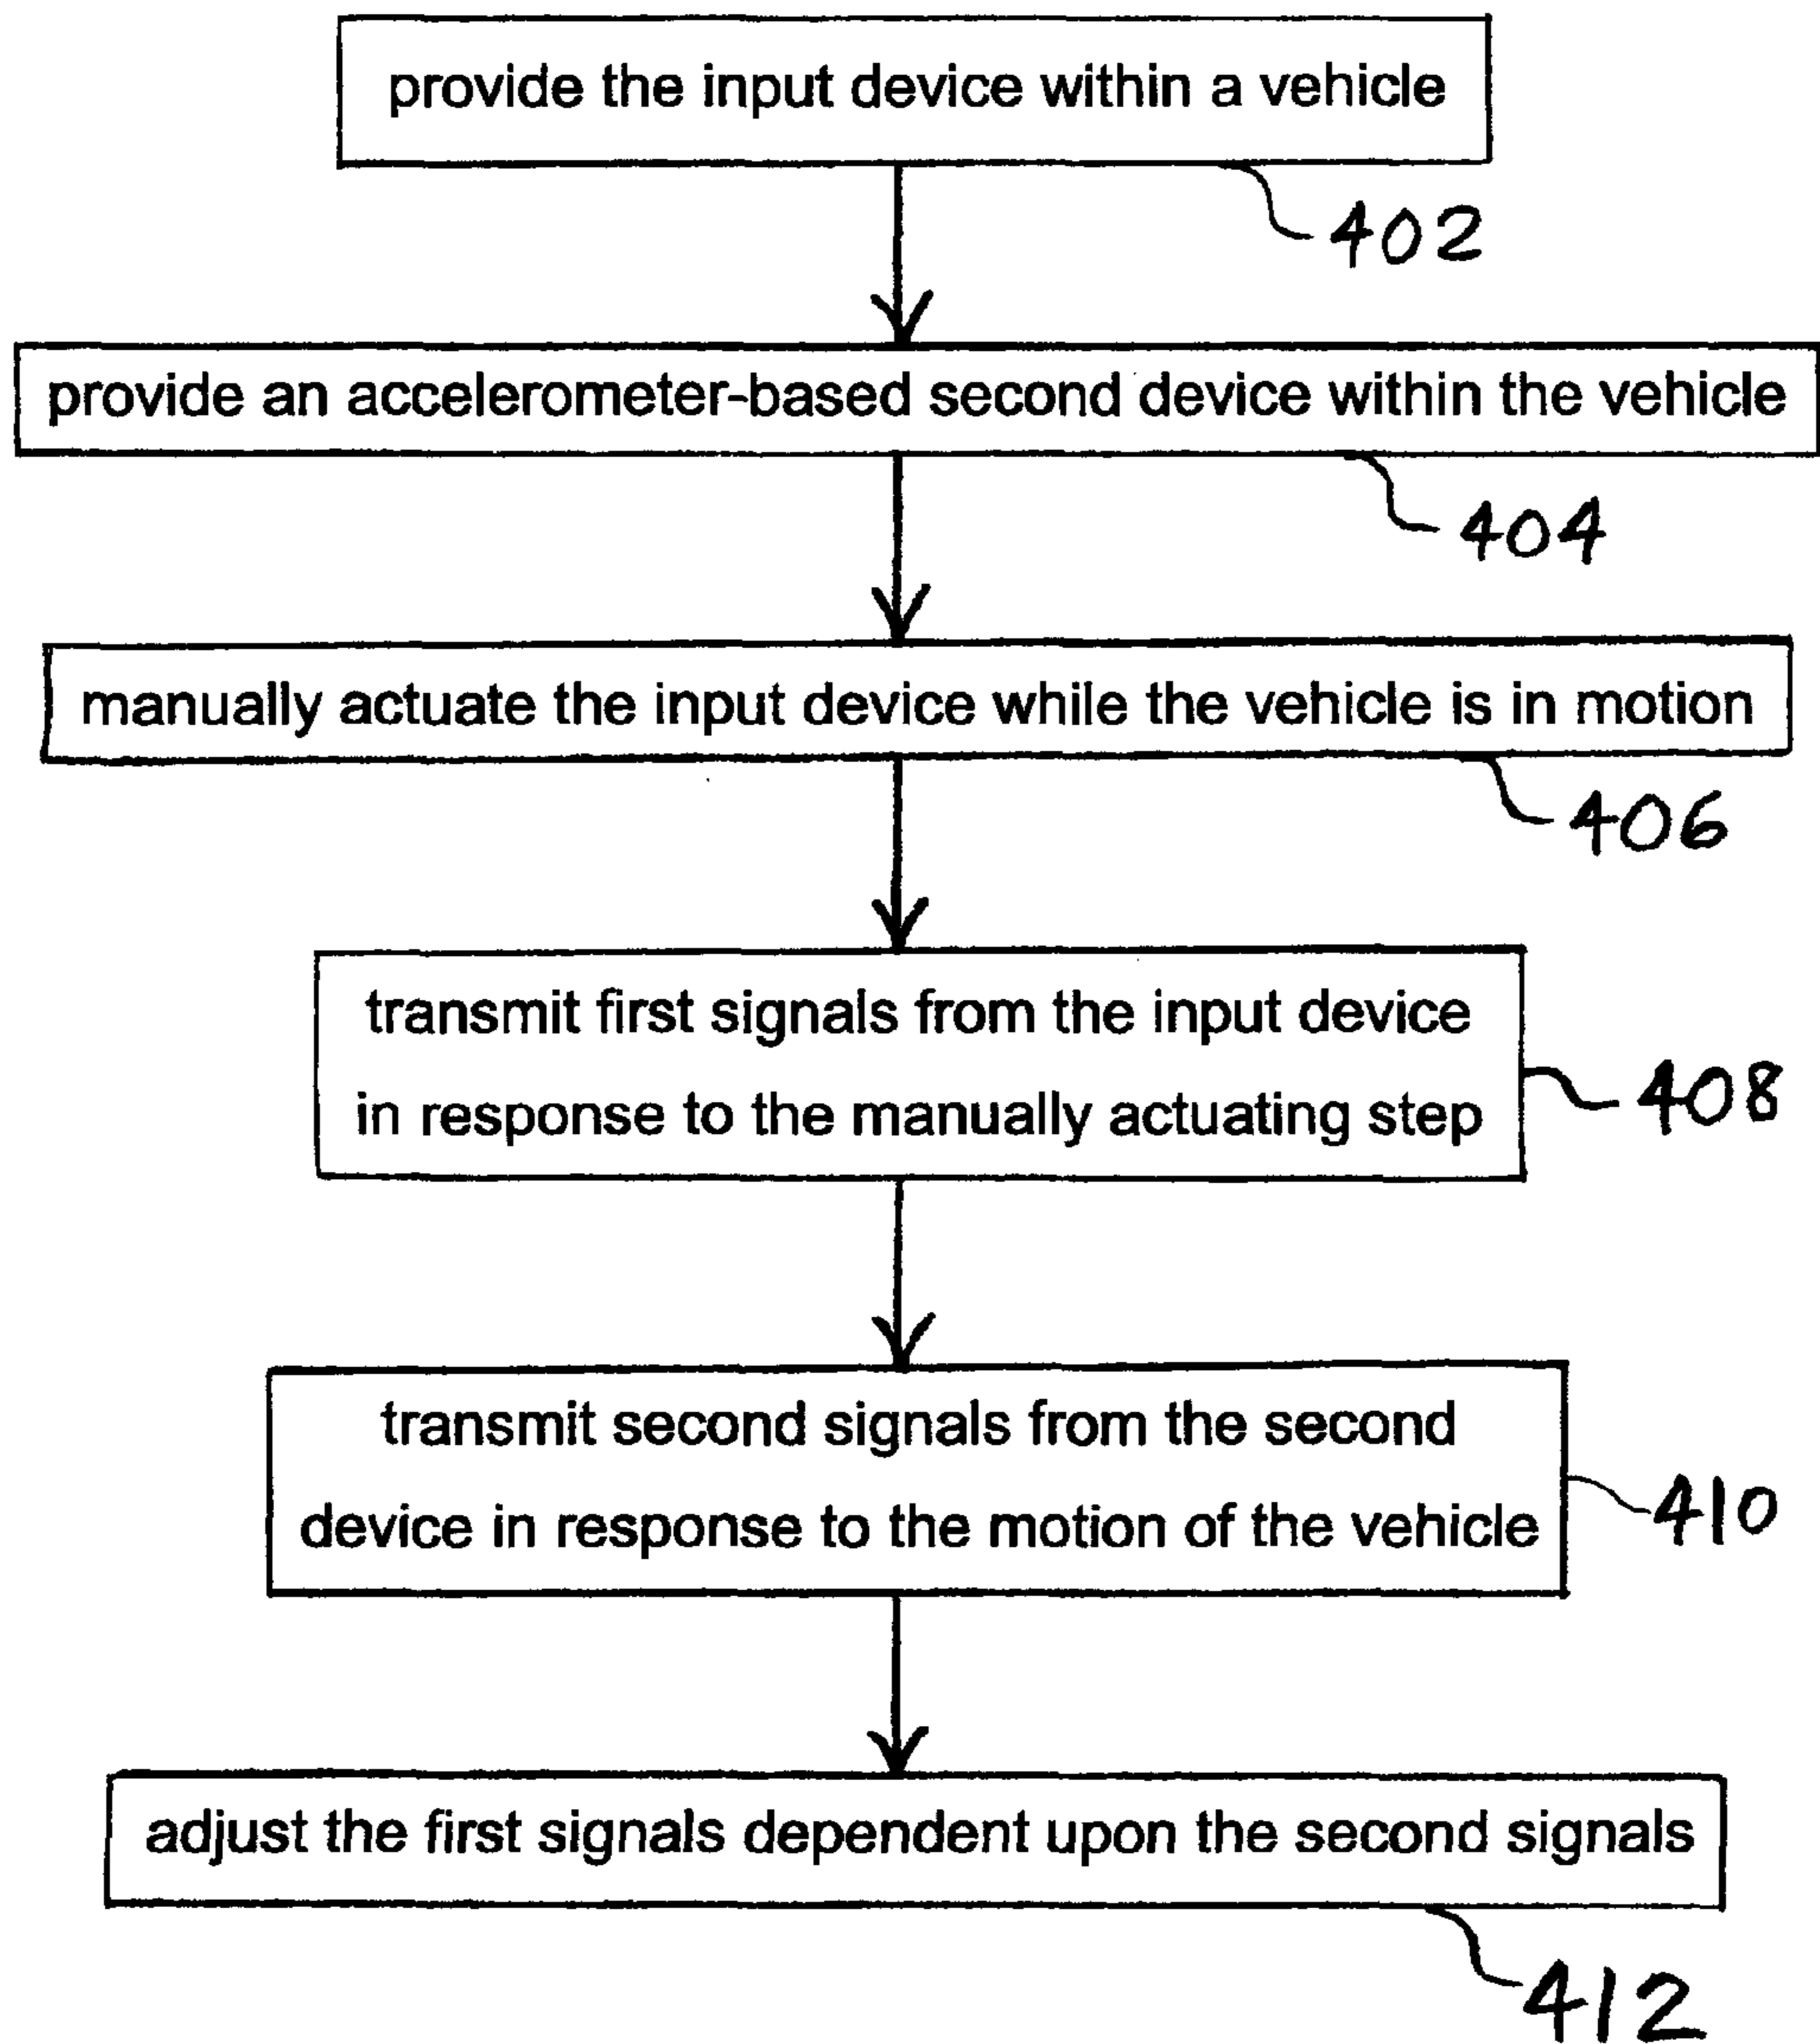 provide the input device within a vehicle
402
provide an accelerometer-based second device within the vehicle
404
manually actuate the input device while the vehicle is in motion
406
transmit first signals from the input device
in response to the manually actuating step
408
transmit second signals from the second
device in response to the motion of the vehicle
410
adjust the first signals dependent upon the second signals
412